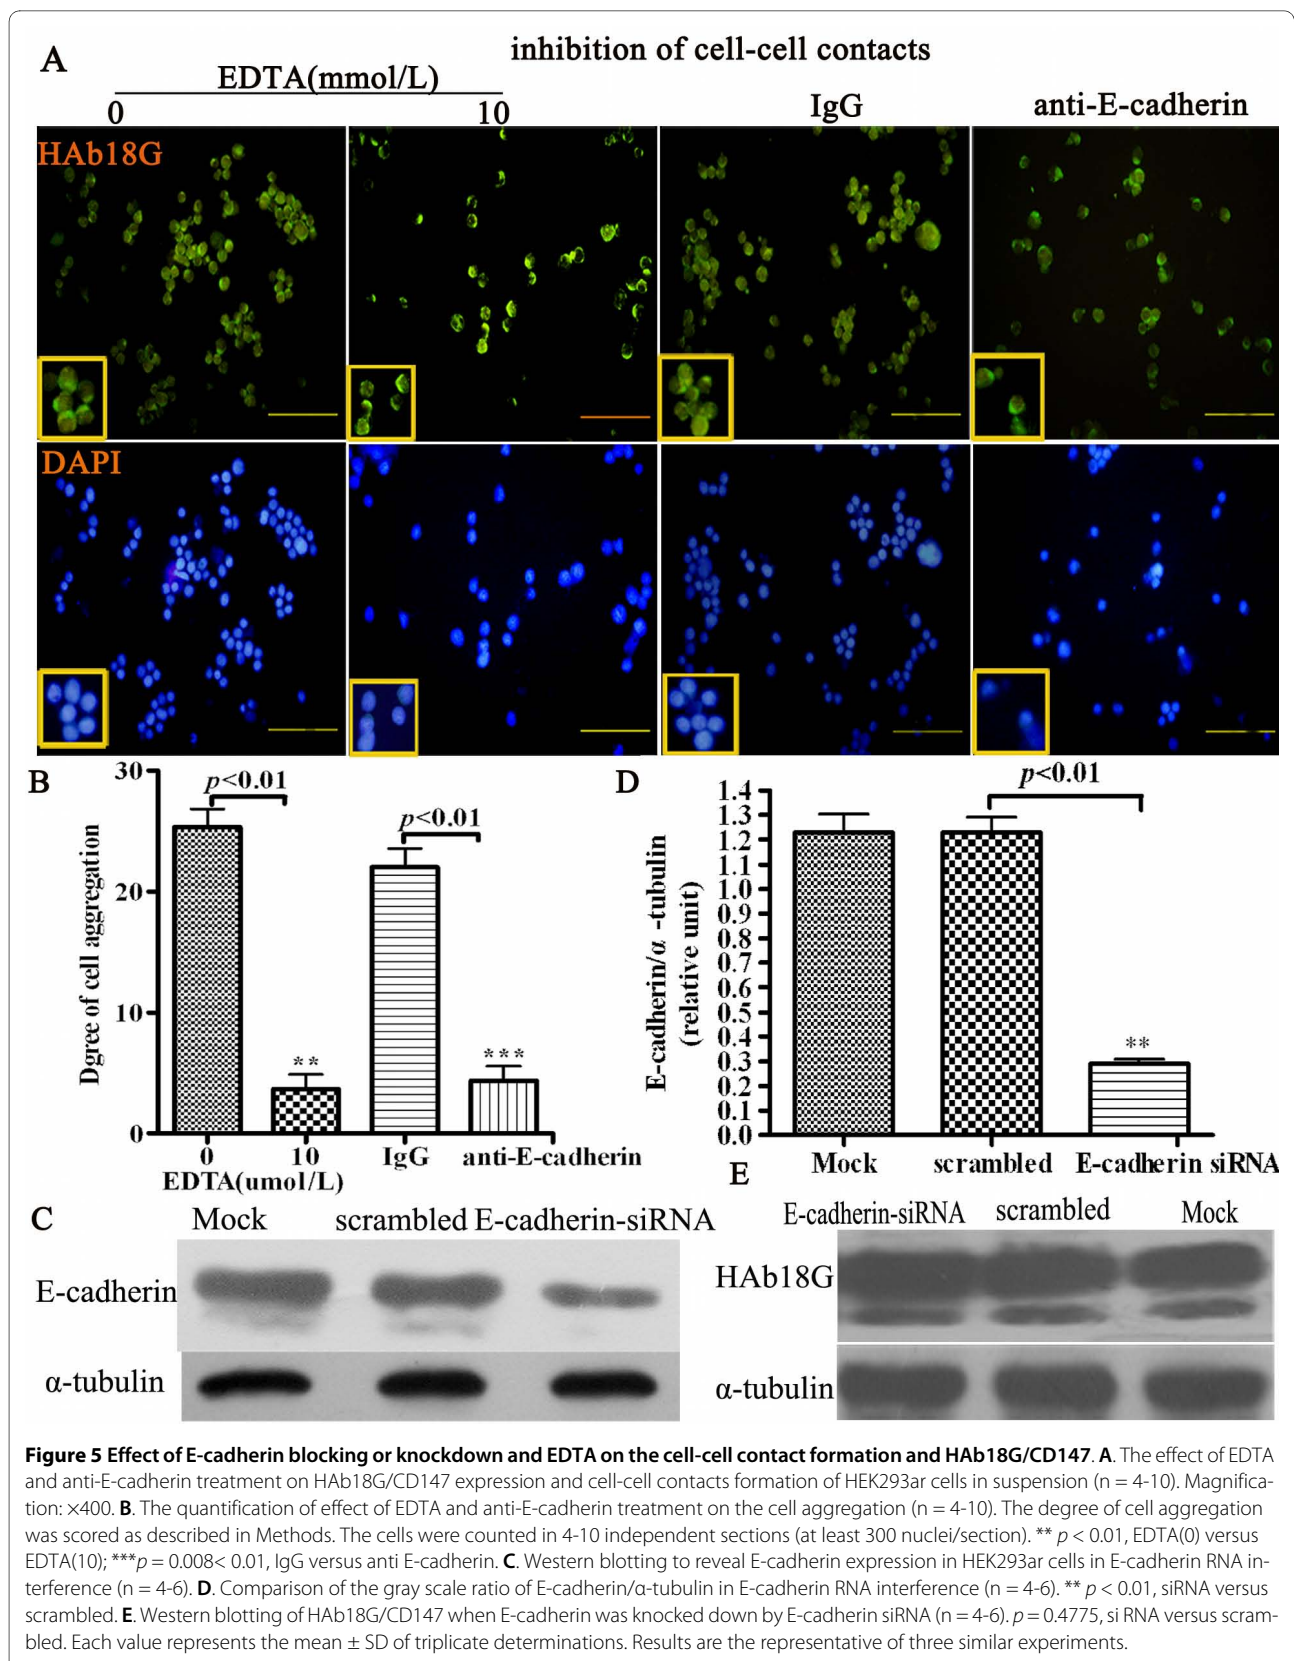 A
inhibition of cell-cell contacts
EDTA(mmol/L)
0
10
IgG
anti-E-cadherin
HAb18G
DAPI
B
30
20
10
0
Dgree of cell aggregation
p<0.01
p<0.01
**
***
0
10
IgG
anti-E-cadherin
EDTA(umol/L)
D
1.4
1.3
1.2
1.1
1.0
0.9
0.8
0.7
0.6
0.5
0.4
0.3
0.2
0.1
0.0
E-cadherin/α -tubulin
(relative unit)
p<0.01
**
Mock
scrambled
E-cadherin siRNA
C
Mock
scrambled
E-cadherin-siRNA
E-cadherin
α-tubulin
E
E-cadherin-siRNA
scrambled
Mock
HAb18G
α-tubulin
Figure 5 Effect of E-cadherin blocking or knockdown and EDTA on the cell-cell contact formation and HAb18G/CD147. A. The effect of EDTA
and anti-E-cadherin treatment on HAb18G/CD147 expression and cell-cell contacts formation of HEK293ar cells in suspension (n = 4-10). Magnifica-
tion: ×400. B. The quantification of effect of EDTA and anti-E-cadherin treatment on the cell aggregation (n = 4-10). The degree of cell aggregation
was scored as described in Methods. The cells were counted in 4-10 independent sections (at least 300 nuclei/section). ** p < 0.01, EDTA(0) versus
EDTA(10); ***p = 0.008< 0.01, IgG versus anti E-cadherin. C. Western blotting to reveal E-cadherin expression in HEK293ar cells in E-cadherin RNA in-
terference (n = 4-6). D. Comparison of the gray scale ratio of E-cadherin/α-tubulin in E-cadherin RNA interference (n = 4-6). ** p < 0.01, siRNA versus
scrambled. E. Western blotting of HAb18G/CD147 when E-cadherin was knocked down by E-cadherin siRNA (n = 4-6). p = 0.4775, si RNA versus scram-
bled. Each value represents the mean ± SD of triplicate determinations. Results are the representative of three similar experiments.